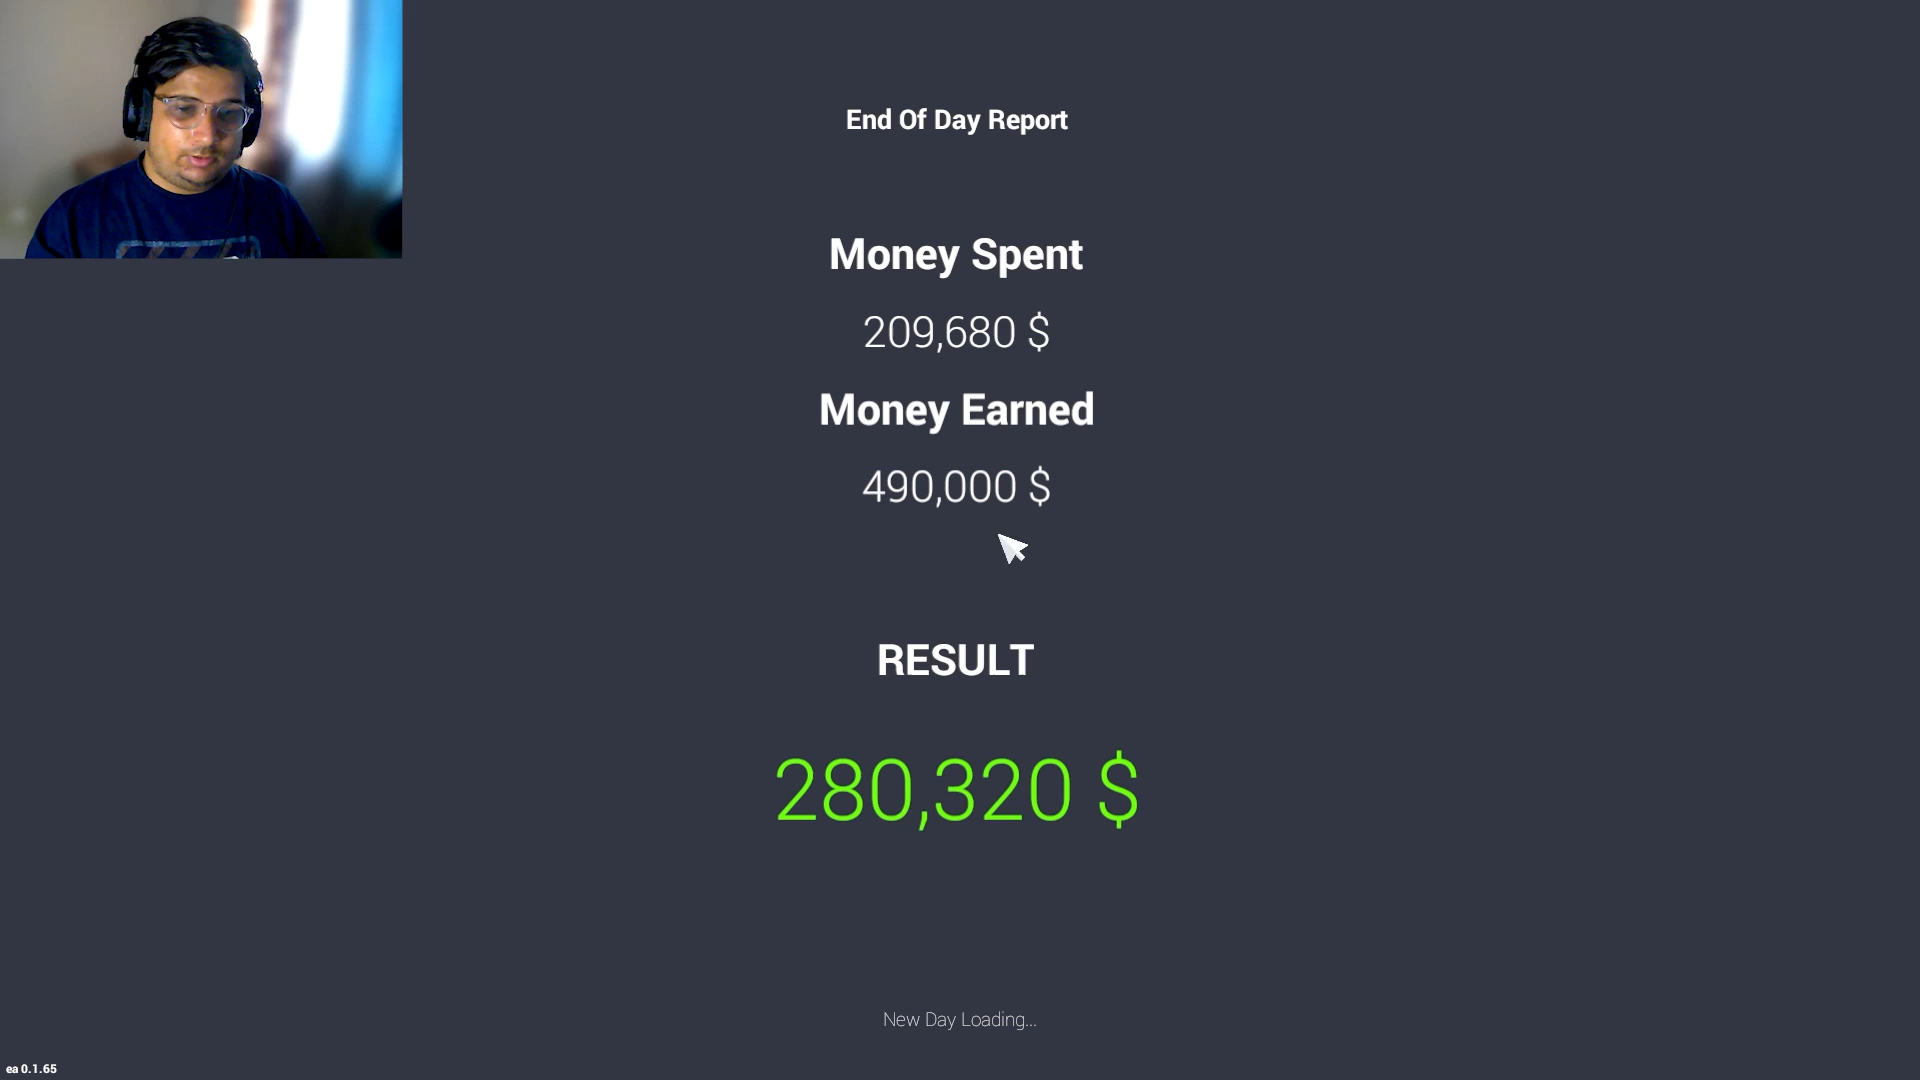 End Of Day Report
Money Spent
209,680 $
Money Earned
490,000 $
RESULT
280,320 $
New Day Loading...
ea 0.1.65